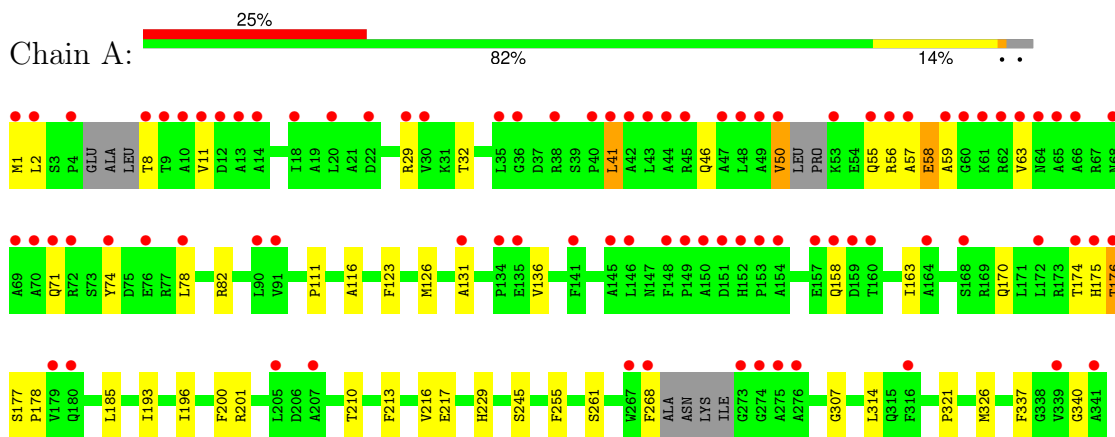 25%
Chain A:
82% 14% • •
M1 L2 S3 P4 GLU ALA LEU T8 T9 A10 V11 D12 A13 A14 I18 A19 L20 A21 D22 R29 V30 K31 T32 L35 G36 D37 R38 S39 P40 L41 A42 L43 A44 R45 Q46 A47 L48 A49 V50 LEU PRO K53 E54 Q55 R56 A57 E58 A59 G60 K61 R62 V63 N64 A65 A66 R67 N68
A69 A70 Q71 R72 S73 Y74 D75 E76 R77 L78 R82 L90 V91 P111 A116 F123 M126 A131 P134 E135 V136 F141 A145 L146 N147 F148 P149 A150 D151 H152 P153 A154 E157 Q158 D159 T160 I163 A164 S168 R169 Q170 L171 L172 R173 T174 H175 T176
S177 P178 V179 Q180 L185 I193 I196 F200 R201 L205 D206 A207 T210 F213 V216 E217 H229 S245 F255 S261 W267 F268 ALA ASN LYS ILE G273 G274 A275 A276 G307 L314 Q315 F316 P321 M326 F337 G338 V339 G340 A341